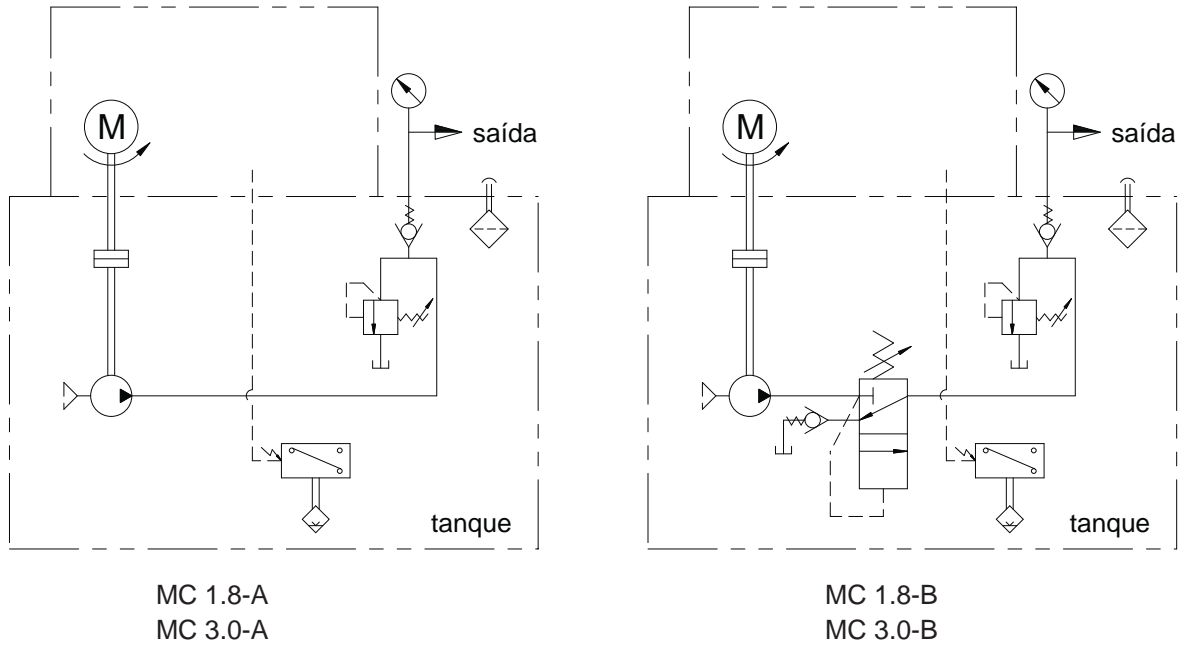 M
saída
tanque
MC 1.8-A
MC 3.0-A
M
saída
tanque
MC 1.8-B
MC 3.0-B